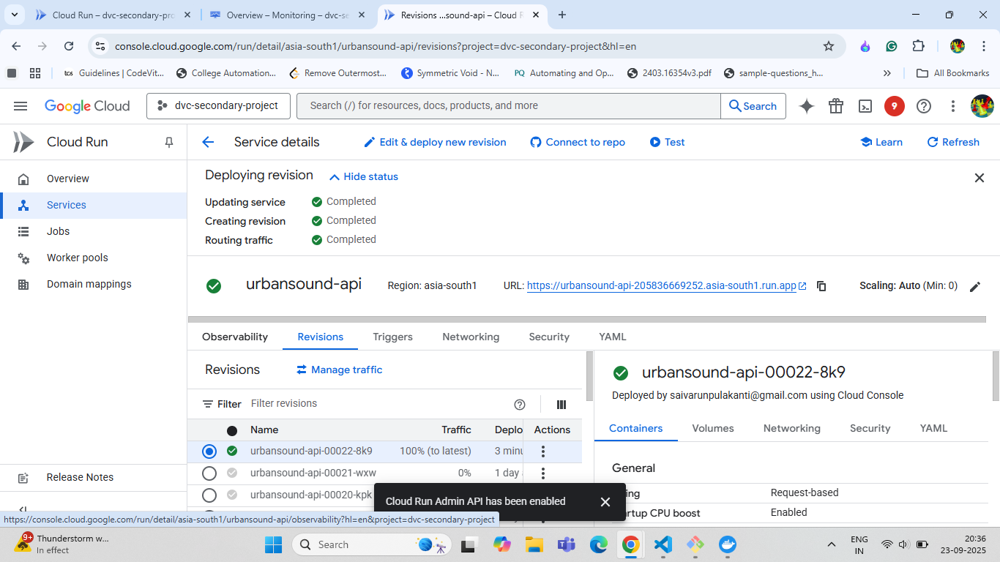 Cloud Run – dvc-secondary-pro
Overview – Monitoring – dvc-se
Revisions ...sound-api – Cloud R
console.cloud.google.com/run/detail/asia-south1/urbansound-api/revisions?project=dvc-secondary-project&hl=en
tcs Guidelines | CodeVit...
College Automation...
Remove Outermost...
Symmetric Void - N...
PQ Automating and Op...
2403.16354v3.pdf
sample-questions_h...
All Bookmarks
Google Cloud
dvc-secondary-project
Search (/) for resources, docs, products, and more
Search
9
Cloud Run
Service details
Edit & deploy new revision
Connect to repo
Test
Learn
Refresh
Overview
Services
Jobs
Worker pools
Domain mappings
Release Notes
Deploying revision
Hide status
Updating service Completed
Creating revision Completed
Routing traffic Completed
urbansound-api
Region: asia-south1
URL: https://urbansound-api-205836669252.asia-south1.run.app
Scaling: Auto (Min: 0)
Observability
Revisions
Triggers
Networking
Security
YAML
Revisions
Manage traffic
Filter
Filter revisions
Name Traffic Deplo Actions
urbansound-api-00022-8k9 100% (to latest) 3 minu
urbansound-api-00021-wxw 0% 1 day
urbansound-api-00020-kpk
urbansound-api-00022-8k9
Deployed by saivarunpulakanti@gmail.com using Cloud Console
Containers
Volumes
Networking
Security
YAML
General
Request-based
rtup CPU boost Enabled
Cloud Run Admin API has been enabled
https://console.cloud.google.com/run/detail/asia-south1/urbansound-api/observability?hl=en&project=dvc-secondary-project
9+
Thunderstorm w...
In effect
Search
ENG
IN
20:36
23-09-2025